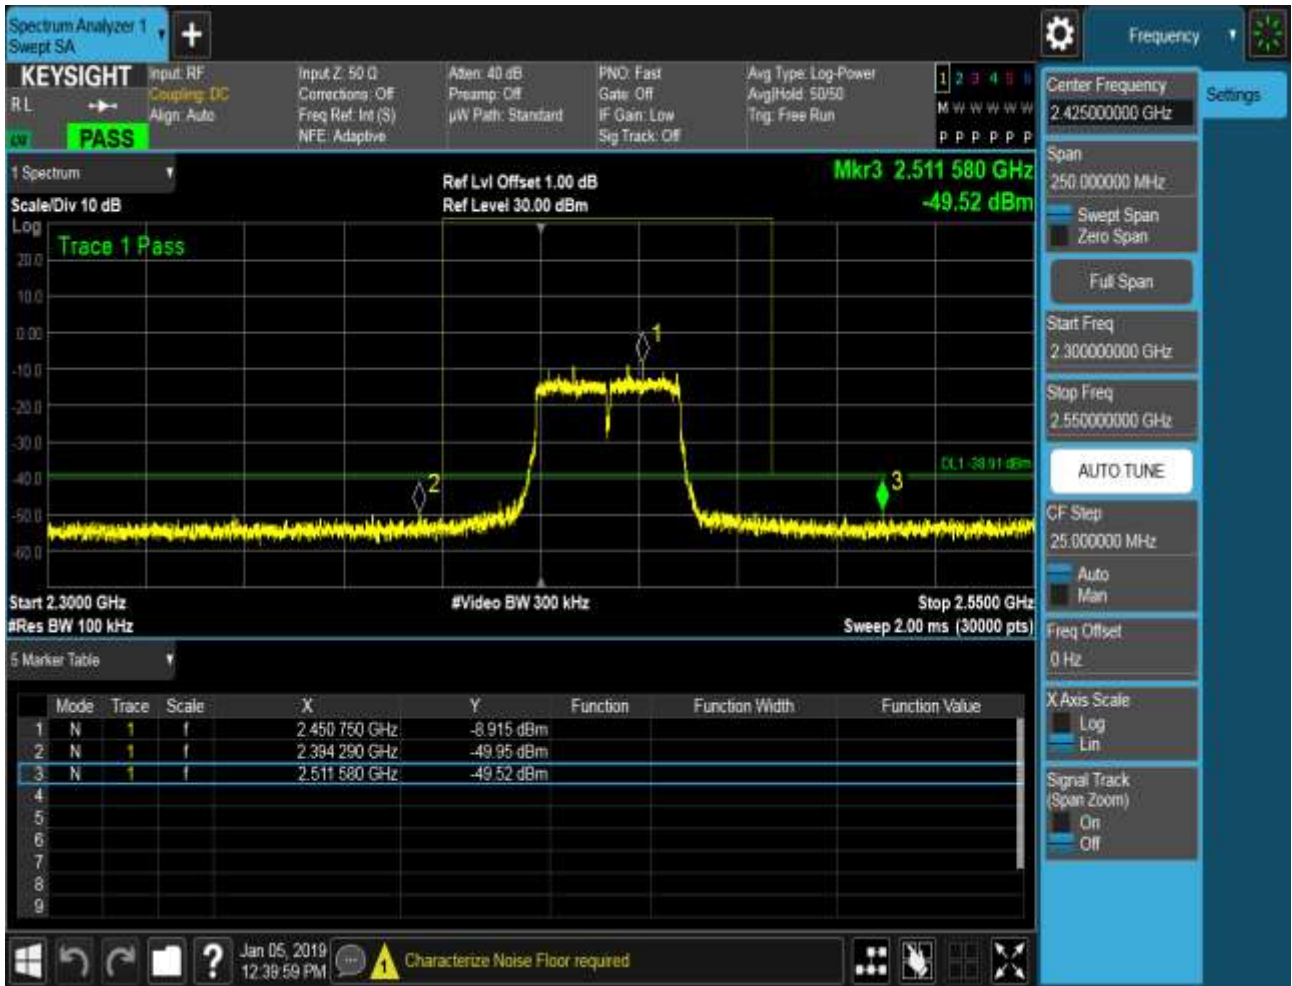 Spectrum Analyzer 1
Swept SA
+
Frequency
KEYSIGHT
RL
PASS
Input: RF
Coupling: DC
Align: Auto
Input Z: 50 Ω
Corrections: Off
Freq Ref: Int (S)
NFE: Adaptive
Atten: 40 dB
Preamp: Off
µW Path: Standard
PNO: Fast
Gate: Off
IF Gain: Low
Sig Track: Off
Avg Type: Log-Power
Avg|Hold: 50/50
Trig: Free Run
1 2 3 4 5 6
M W W W W W
P P P P P P
1 Spectrum
Scale/Div 10 dB
Ref Lvl Offset 1.00 dB
Ref Level 30.00 dBm
Mkr3 2.511 580 GHz
-49.52 dBm
Log
Trace 1 Pass
20.0
10.0
0.00
-10.0
-20.0
-30.0
-40.0
-50.0
-60.0
1
2
3
DL1 -38.91 dBm
Start 2.3000 GHz
#Video BW 300 kHz
Stop 2.5500 GHz
#Res BW 100 kHz
Sweep 2.00 ms (30000 pts)
5 Marker Table
Mode Trace Scale X Y Function Function Width Function Value
1 N 1 f 2.450 750 GHz -8.915 dBm
2 N 1 f 2.394 290 GHz -49.95 dBm
3 N 1 f 2.511 580 GHz -49.52 dBm
4
5
6
7
8
9
Jan 05, 2019
12:39:59 PM
1
Characterize Noise Floor required
?
Settings
Center Frequency
2.425000000 GHz
Span
250.000000 MHz
Swept Span
Zero Span
Full Span
Start Freq
2.300000000 GHz
Stop Freq
2.550000000 GHz
AUTO TUNE
CF Step
25.000000 MHz
Auto
Man
Freq Offset
0 Hz
X Axis Scale
Log
Lin
Signal Track
(Span Zoom)
On
Off